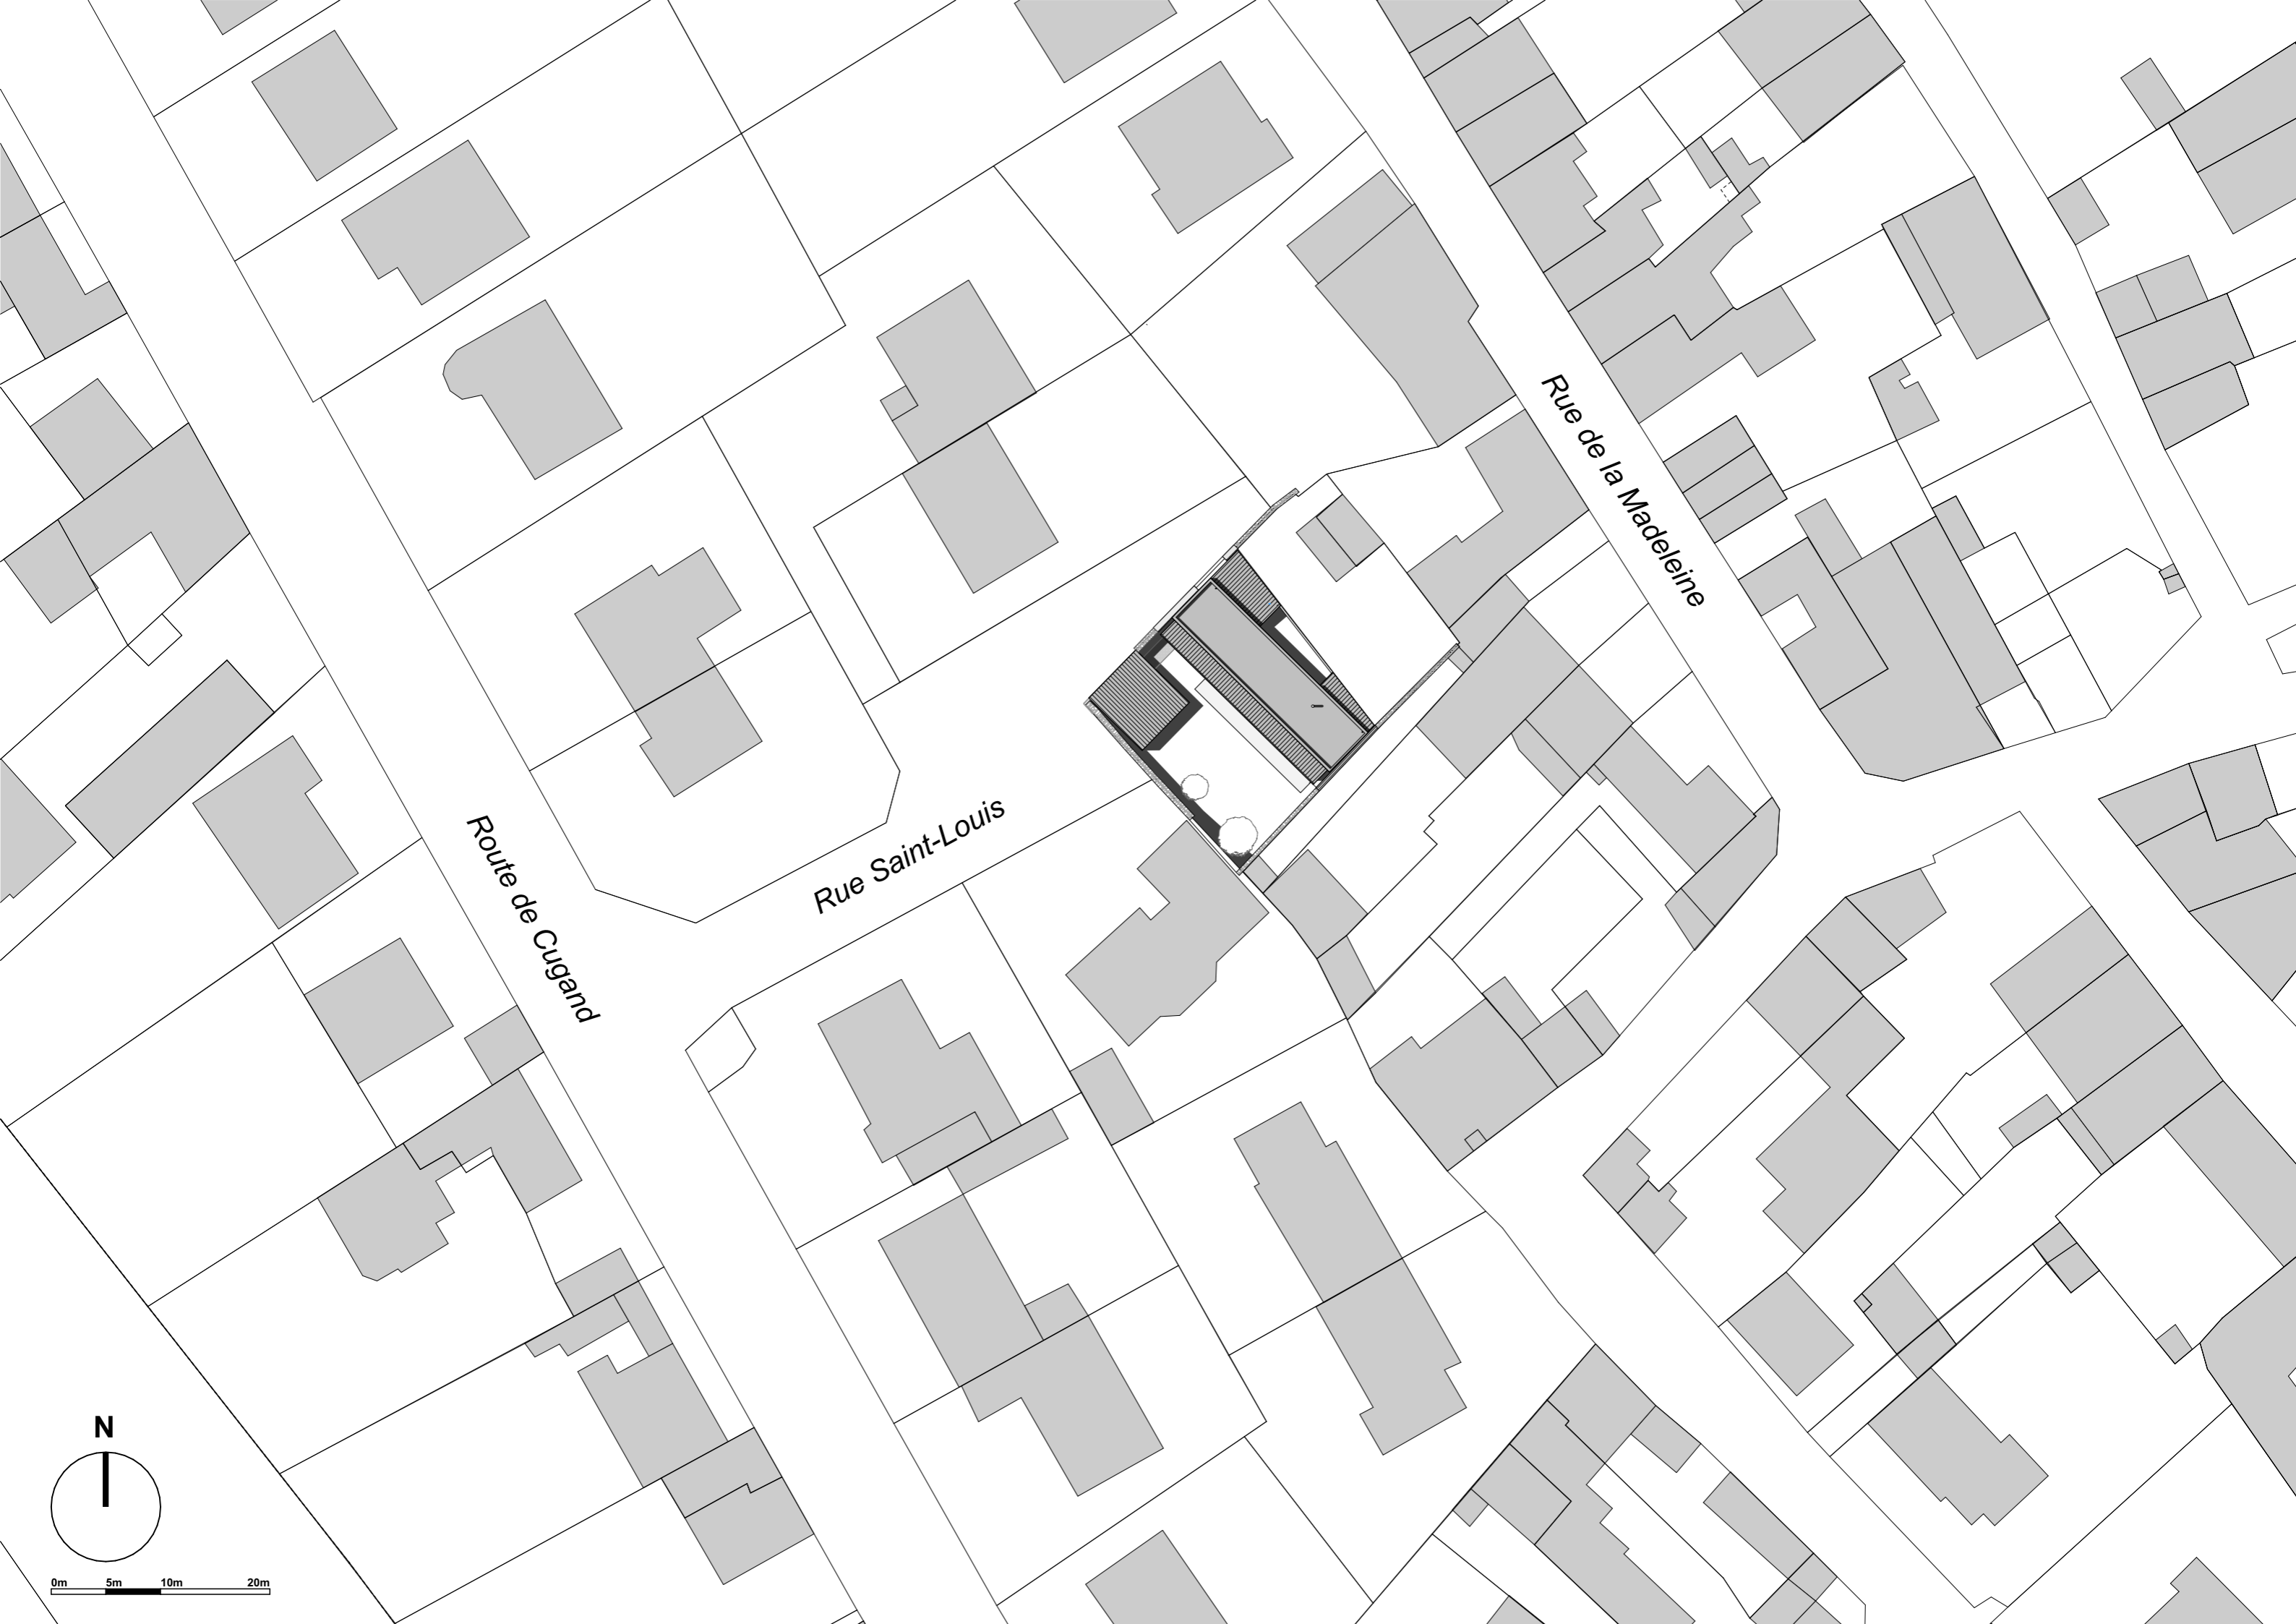 Rue de la Madeleine
Rue Saint-Louis
Route de Cugand
N
0m 5m 10m 20m